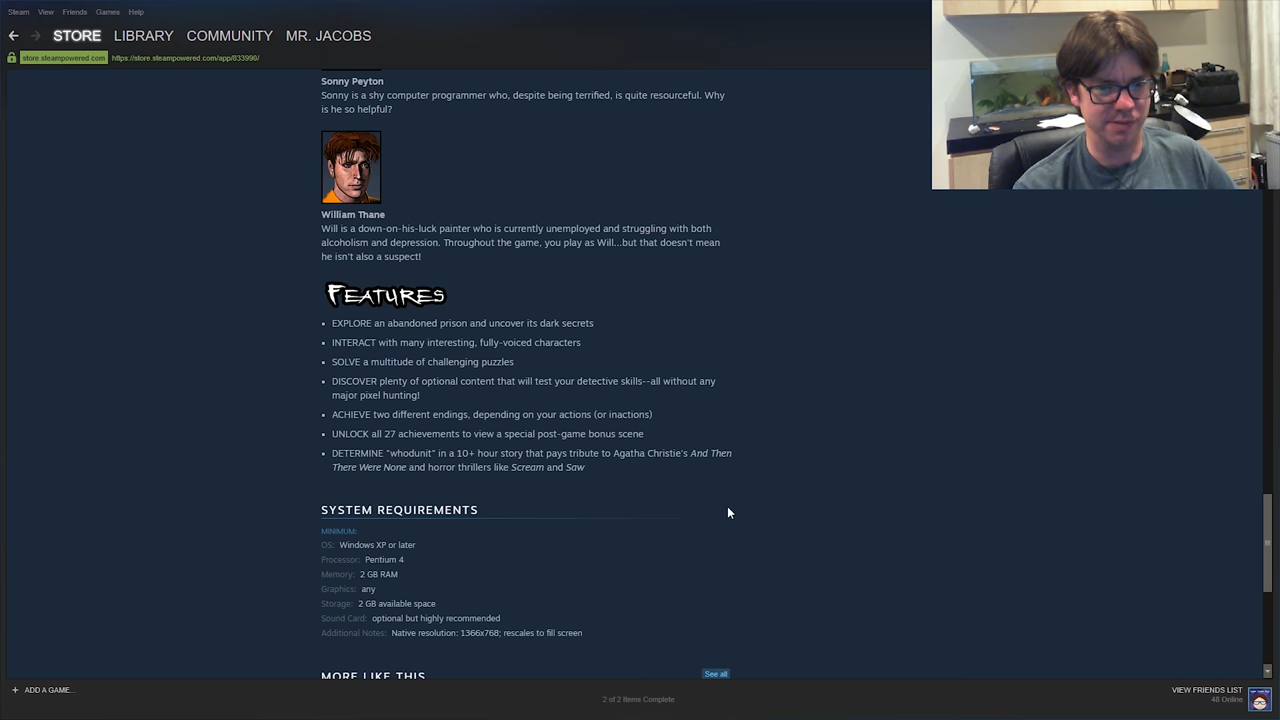 Steam View Friends Games Help
STORE LIBRARY COMMUNITY MR. JACOBS
store.steampowered.com https://store.steampowered.com/app/833990/
Sonny Peyton
Sonny is a shy computer programmer who, despite being terrified, is quite resourceful. Why
is he so helpful?
William Thane
Will is a down-on-his-luck painter who is currently unemployed and struggling with both
alcoholism and depression. Throughout the game, you play as Will...but that doesn't mean
he isn't also a suspect!
FEATURES
• EXPLORE an abandoned prison and uncover its dark secrets
• INTERACT with many interesting, fully-voiced characters
• SOLVE a multitude of challenging puzzles
• DISCOVER plenty of optional content that will test your detective skills--all without any
major pixel hunting!
• ACHIEVE two different endings, depending on your actions (or inactions)
• UNLOCK all 27 achievements to view a special post-game bonus scene
• DETERMINE "whodunit" in a 10+ hour story that pays tribute to Agatha Christie's And Then
There Were None and horror thrillers like Scream and Saw
SYSTEM REQUIREMENTS
MINIMUM:
OS: Windows XP or later
Processor: Pentium 4
Memory: 2 GB RAM
Graphics: any
Storage: 2 GB available space
Sound Card: optional but highly recommended
Additional Notes: Native resolution: 1366x768; rescales to fill screen
MORE LIKE THIS
See all
+ ADD A GAME...
2 of 2 Items Complete
VIEW FRIENDS LIST
48 Online